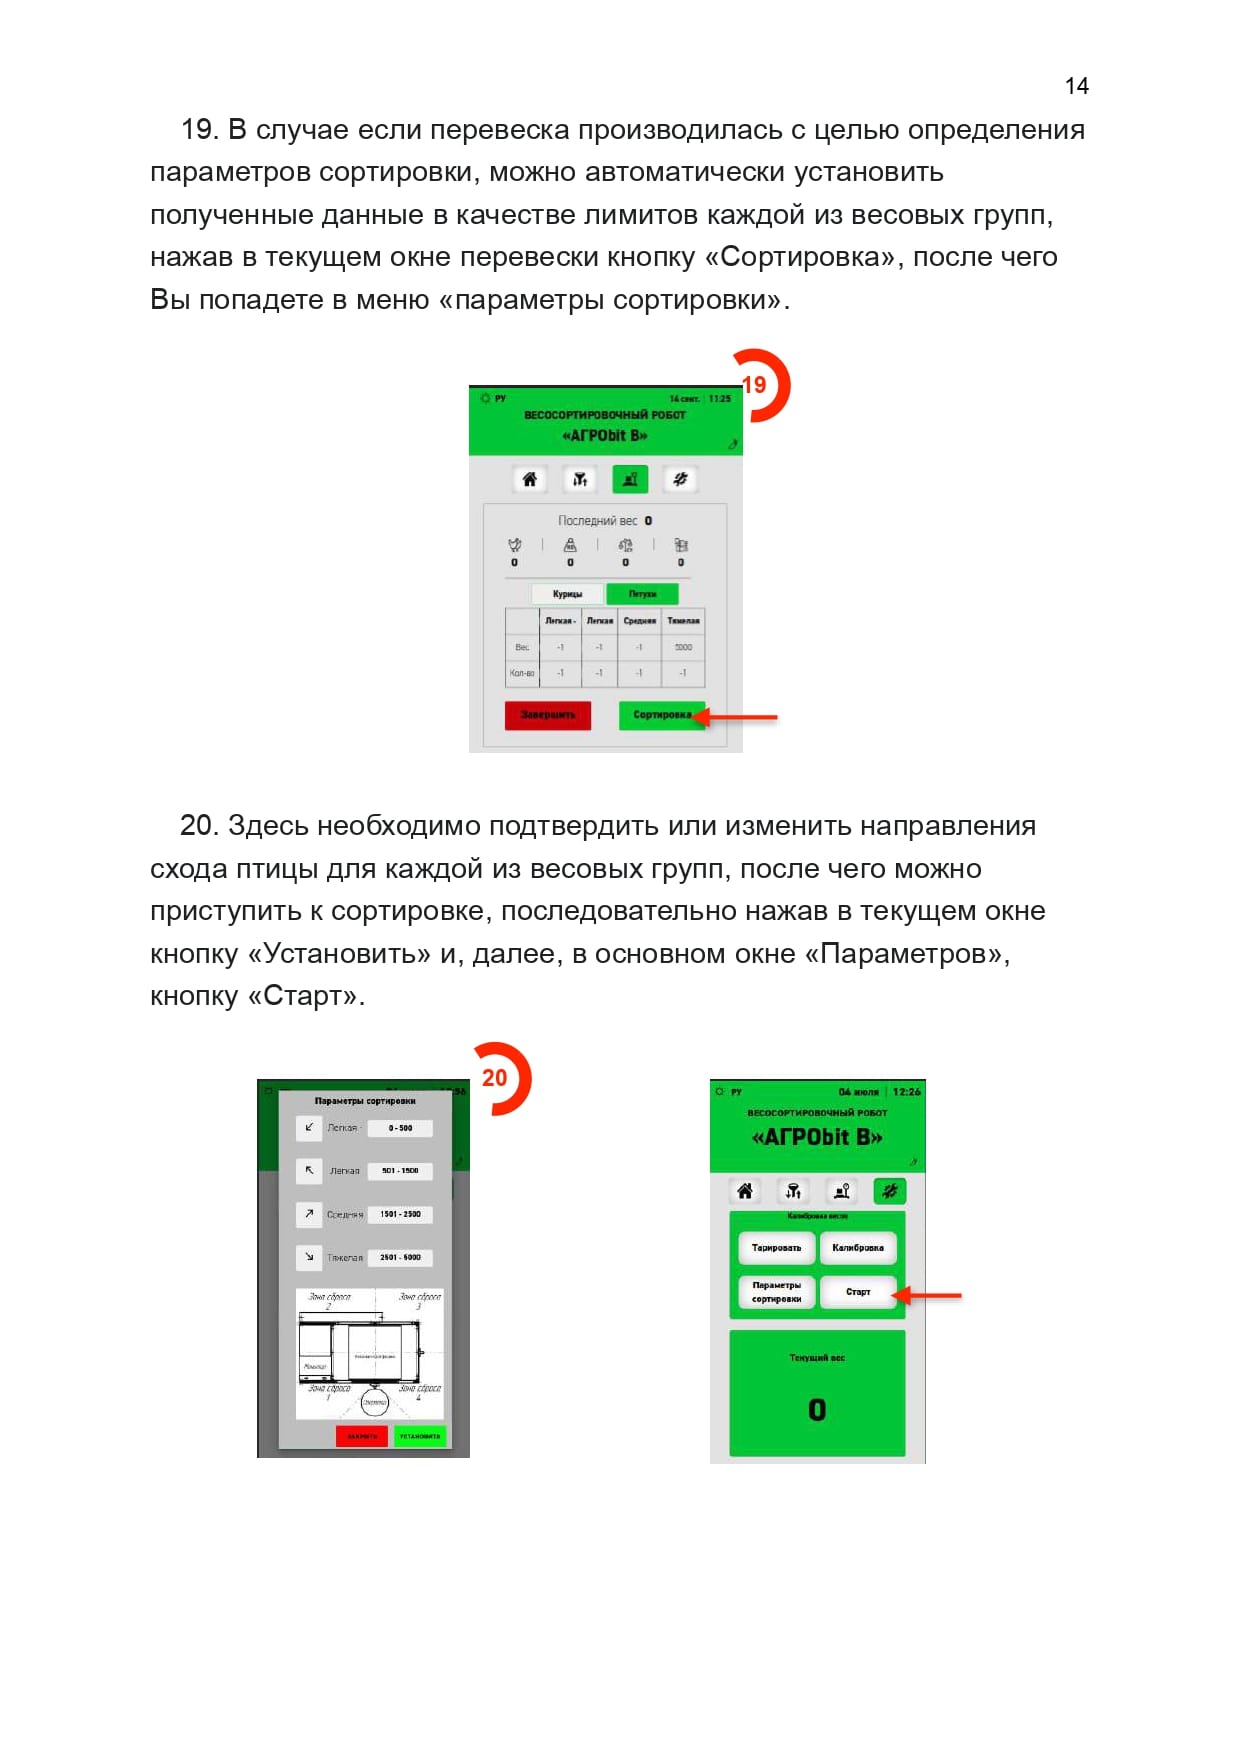 14
19. В случае если перевеска производилась с целью определения
параметров сортировки, можно автоматически установить
полученные данные в качестве лимитов каждой из весовых групп,
нажав в текущем окне перевески кнопку «Сортировка», после чего
Вы попадете в меню «параметры сортировки».
19
РУ 14 сент. 11:25
ВЕСОСОРТИРОВОЧНЫЙ РОБОТ
«АГРОbit В»
Последний вес 0
0 0 0 0
Курицы Петухи
Легкая - Легкая Средняя Тяжелая
Вес -1 -1 -1 5000
Кол-во -1 -1 -1 -1
Завершить Сортировка
20. Здесь необходимо подтвердить или изменить направления
схода птицы для каждой из весовых групп, после чего можно
приступить к сортировке, последовательно нажав в текущем окне
кнопку «Установить» и, далее, в основном окне «Параметров»,
кнопку «Старт».
20
Параметры сортировки
Легкая - 0 - 500
Легкая 501 - 1500
Средняя 1501 - 2500
Тяжелая 2501 - 5000
Зона сброса 2 Зона сброса 3
Зона сброса 1 Зона сброса 4
ЗАКРЫТЬ УСТАНОВИТЬ
РУ 04 июля 12:26
ВЕСОСОРТИРОВОЧНЫЙ РОБОТ
«АГРОbit В»
Калибровка весов
Тарировать Калибровка
Параметры
сортировки Старт
Текущий вес
0